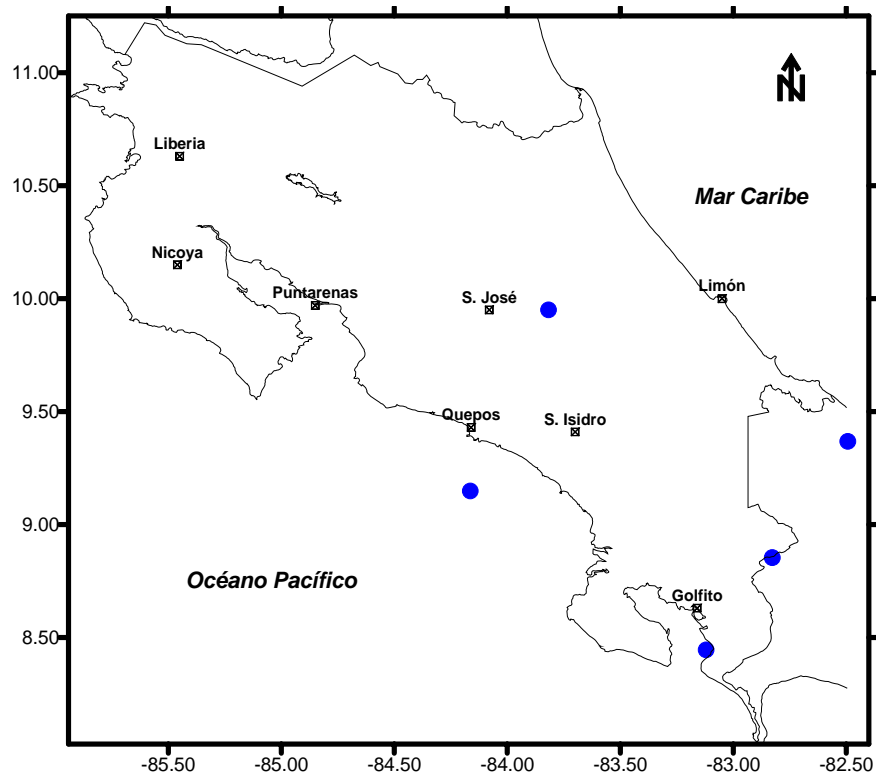 11.00
N
Liberia
10.50
Mar Caribe
Nicoya
Puntarenas
S. José
Limón
10.00
Quepos
S. Isidro
9.50
9.00
Océano Pacífico
Golfito
8.50
-85.50 -85.00 -84.50 -84.00 -83.50 -83.00 -82.50